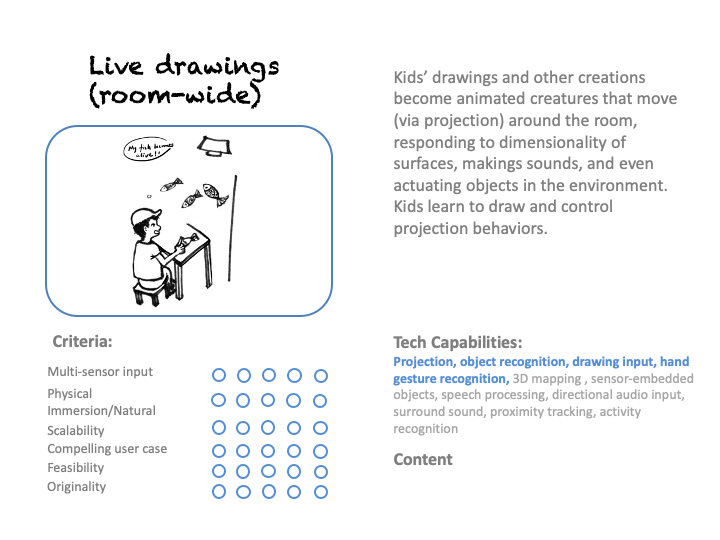 Live drawings
(room-wide)
My fish becomes
alive!!
Kids’ drawings and other creations
become animated creatures that move
(via projection) around the room,
responding to dimensionality of
surfaces, makings sounds, and even
actuating objects in the environment.
Kids learn to draw and control
projection behaviors.
Criteria:
Multi-sensor input
Physical
Immersion/Natural
Scalability
Compelling user case
Feasibility
Originality
Tech Capabilities:
Projection, object recognition, drawing input, hand
gesture recognition, 3D mapping , sensor-embedded
objects, speech processing, directional audio input,
surround sound, proximity tracking, activity
recognition
Content